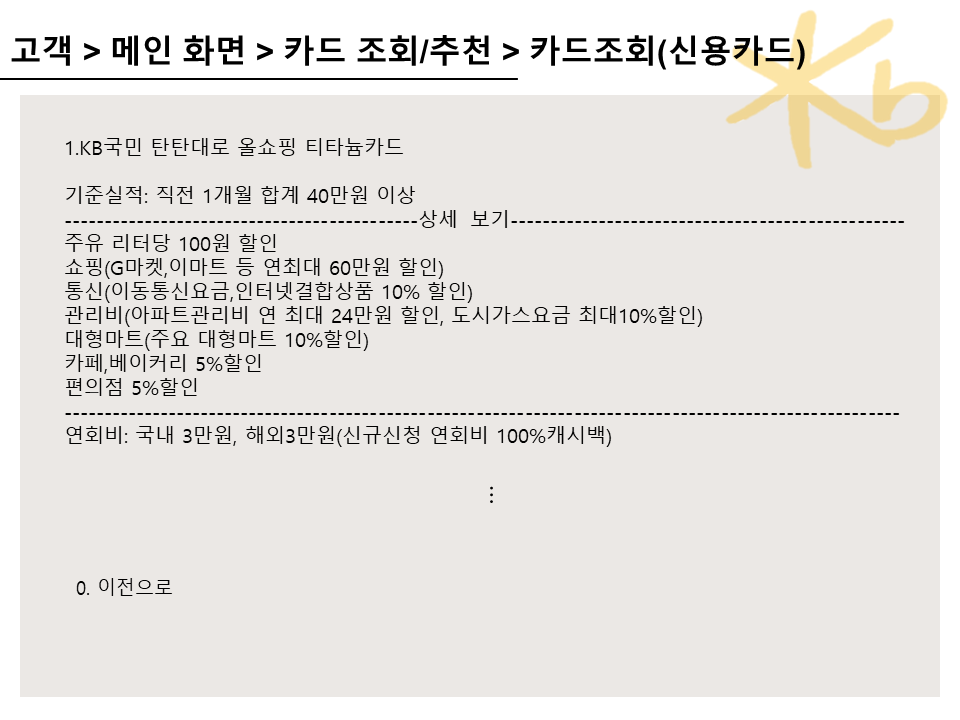 고객 > 메인 화면 > 카드 조회/추천 > 카드조회(신용카드)
Kb
1.KB국민 탄탄대로 올쇼핑 티타늄카드
기준실적: 직전 1개월 합계 40만원 이상
--------------------------------------------상세 보기-------------------------------------------------
주유 리터당 100원 할인
쇼핑(G마켓,이마트 등 연최대 60만원 할인)
통신(이동통신요금,인터넷결합상품 10% 할인)
관리비(아파트관리비 연 최대 24만원 할인, 도시가스요금 최대10%할인)
대형마트(주요 대형마트 10%할인)
카페,베이커리 5%할인
편의점 5%할인
--------------------------------------------------------------------------------------------------------
연회비: 국내 3만원, 해외3만원(신규신청 연회비 100%캐시백)
⋮
0. 이전으로